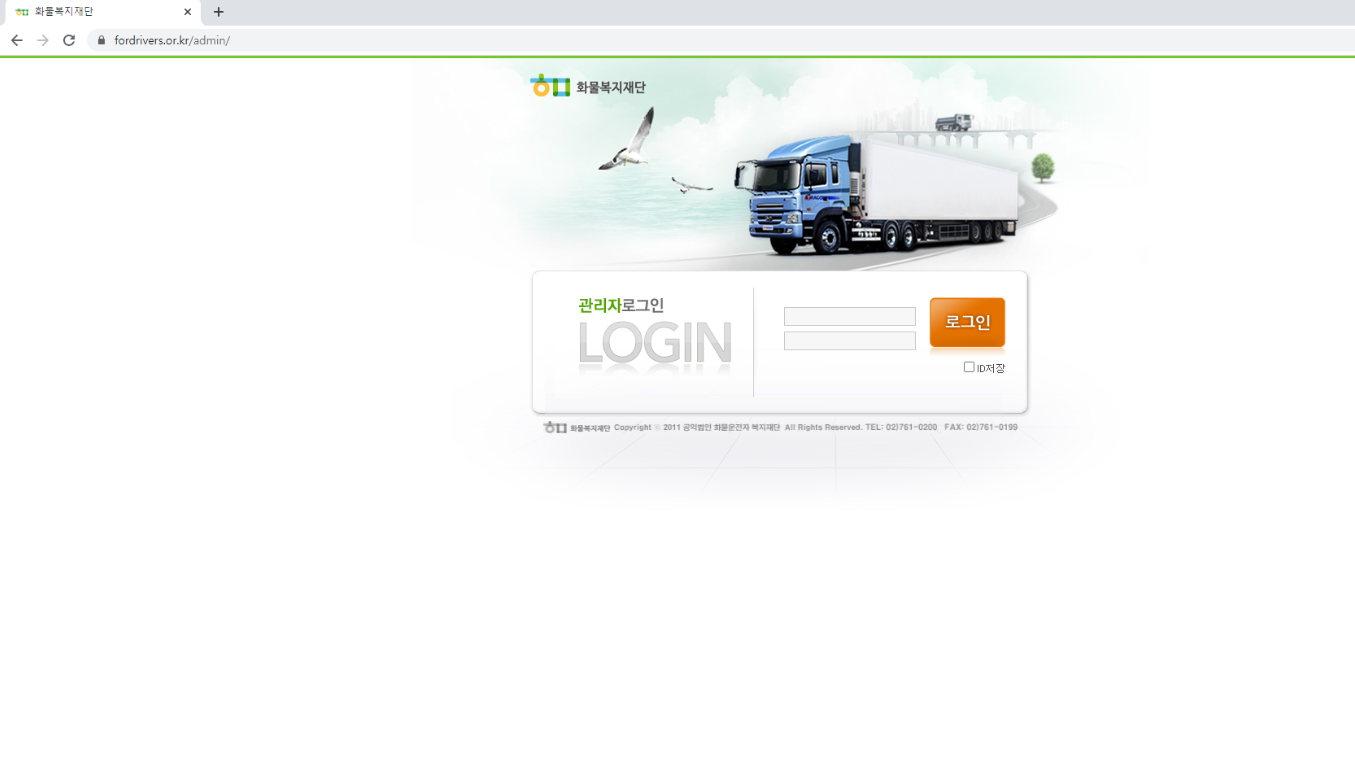 화물복지재단
fordrivers.or.kr/admin/
화물복지재단
관리자로그인
LOGIN
로그인
ID저장
화물복지재단 Copyright ⓒ 2011 공익법인 화물운전자 복지재단 All Rights Reserved. TEL: 02)761-0200 FAX: 02)761-0199